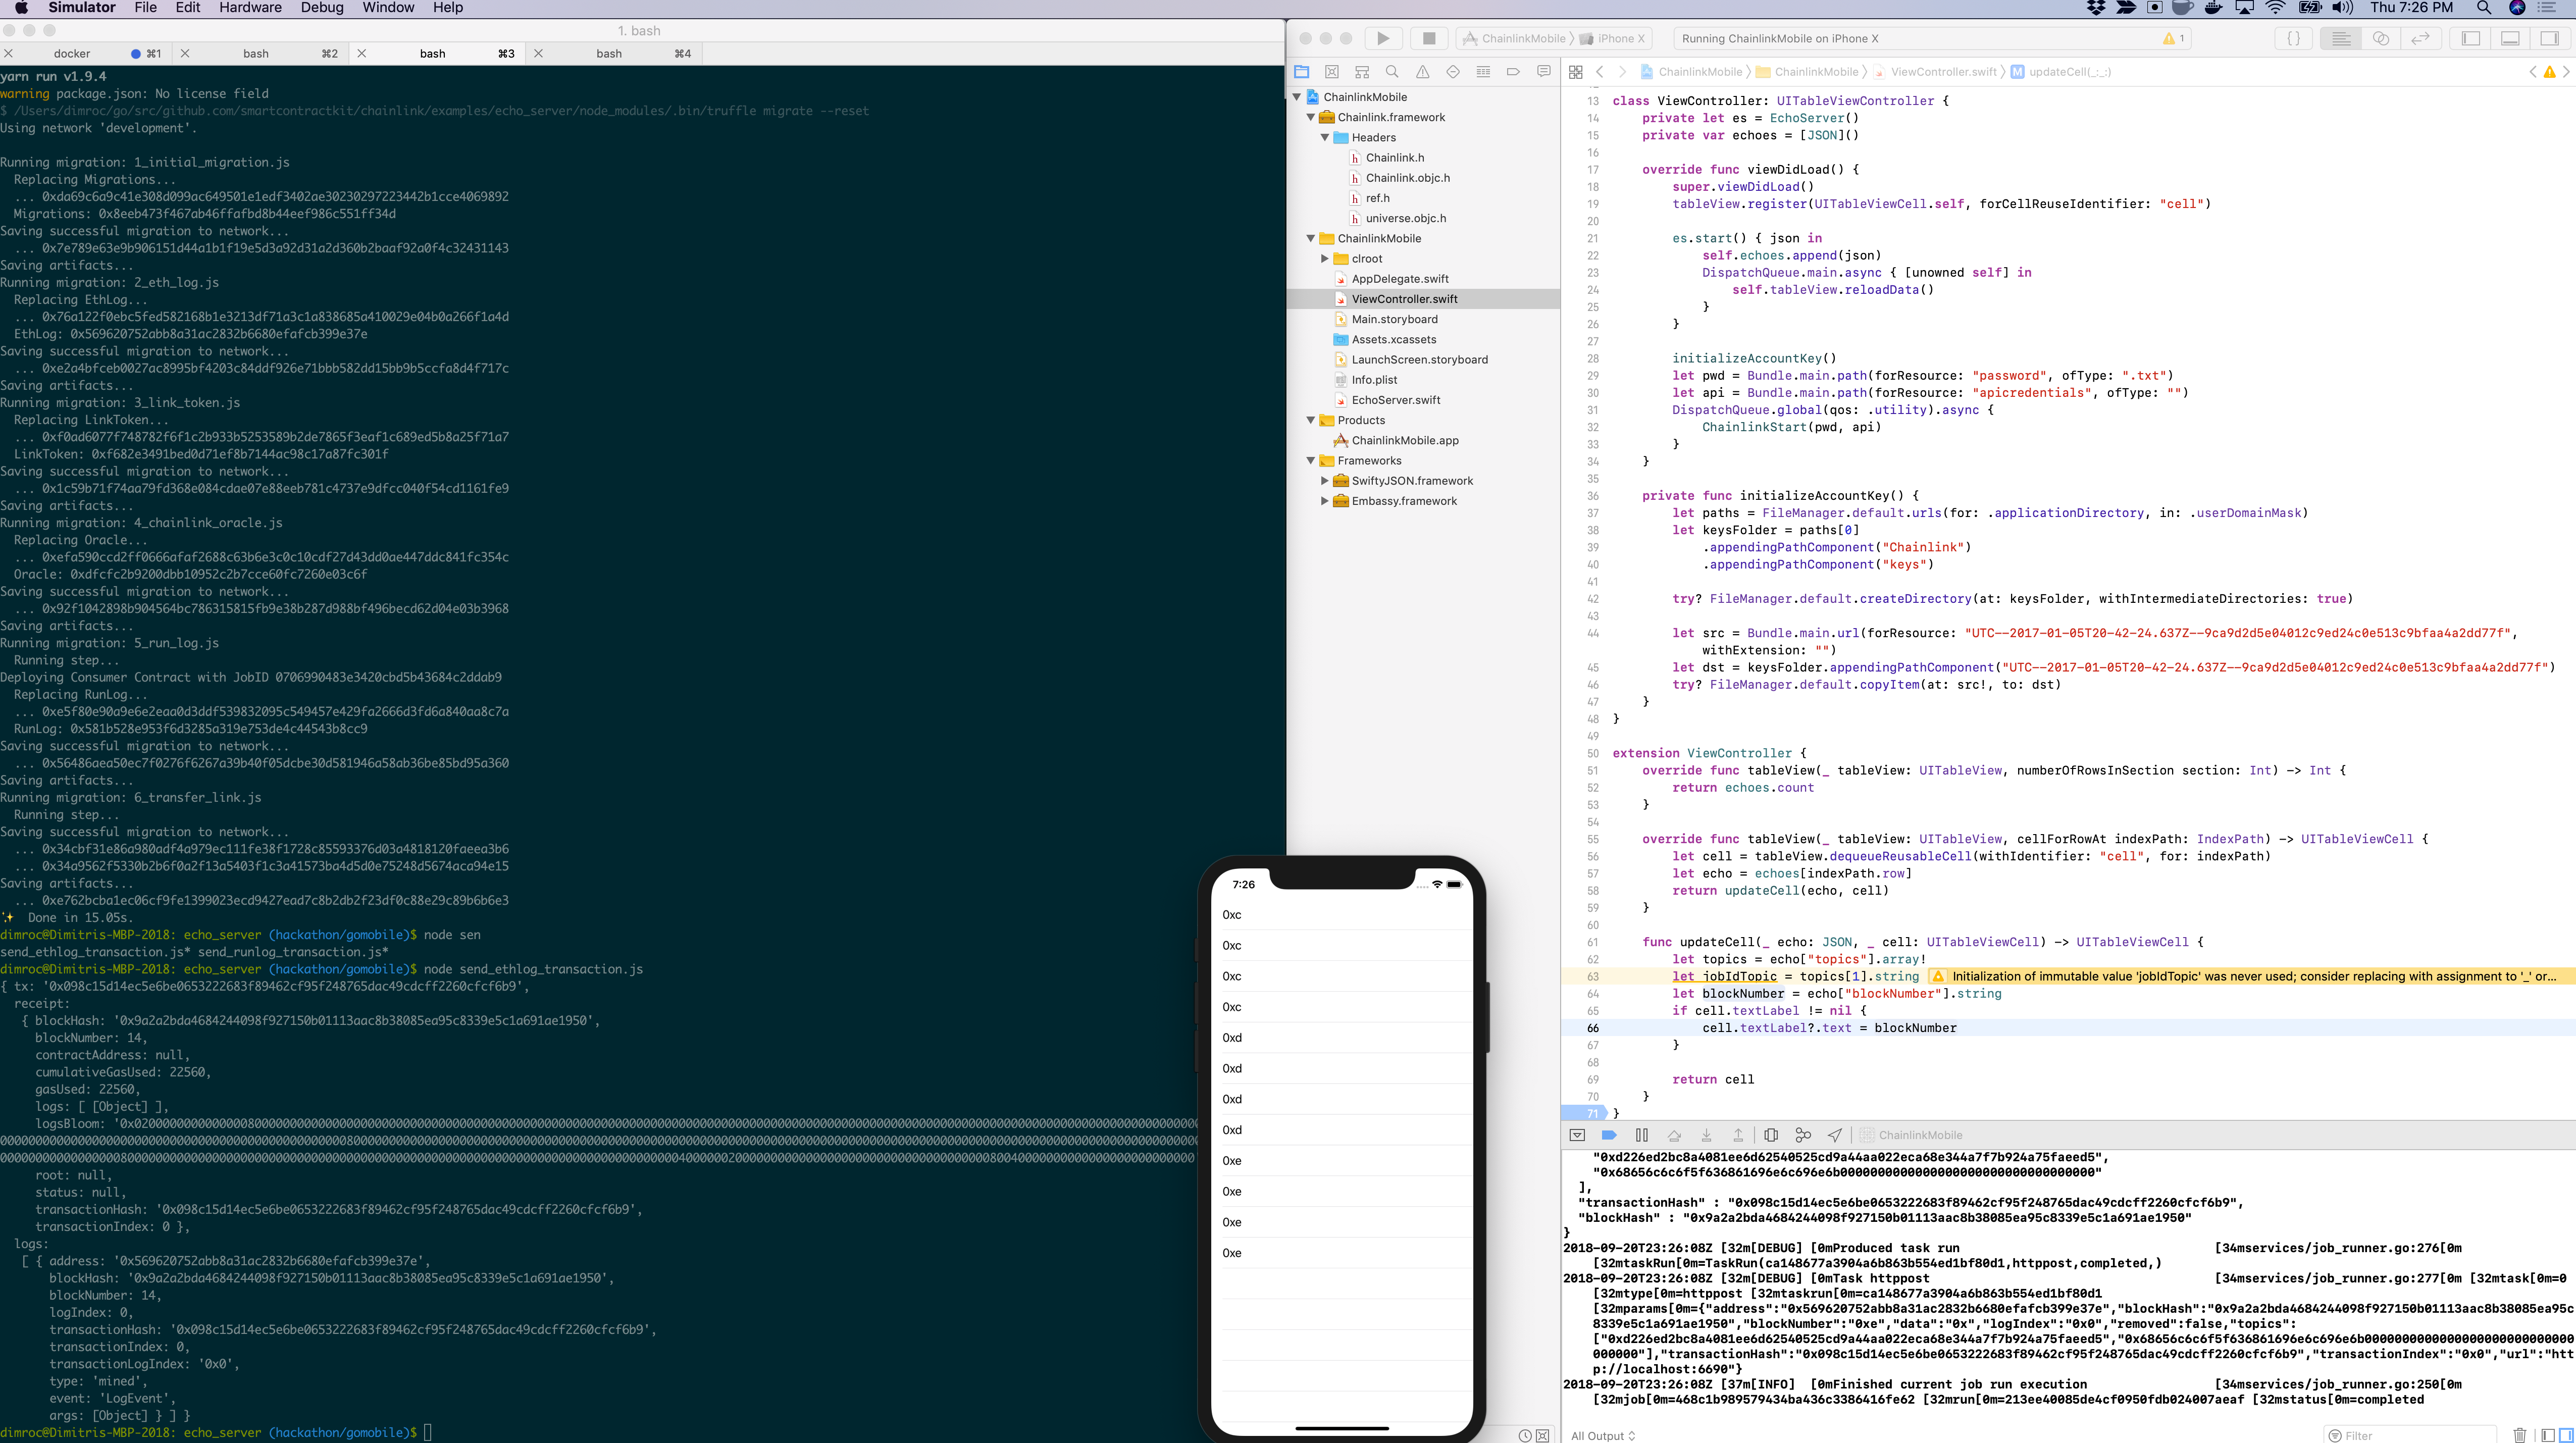 Simulator File Edit Hardware Debug Window Help
Thu 7:26 PM
1. bash
docker ⌘1 bash ⌘2 bash ⌘3 bash ⌘4
yarn run v1.9.4
warning package.json: No license field
$ /Users/dimroc/go/src/github.com/smartcontractkit/chainlink/examples/echo_server/node_modules/.bin/truffle migrate --reset
Using network 'development'.
Running migration: 1_initial_migration.js
Replacing Migrations...
... 0xda69c6a9c41e308d099ac649501e1edf3402ae30230297223442b1cce4069892
Migrations: 0x8eeb473f467ab46ffafbd8b44eef986c551ff34d
Saving successful migration to network...
... 0x7e789e63e9b906151d44a1b1f19e5d3a92d31a2d360b2baaf92a0f4c32431143
Saving artifacts...
Running migration: 2_eth_log.js
Replacing EthLog...
... 0x76a122f0ebc5fed582168b1e3213df71a3c1a838685a410029e04b0a266f1a4d
EthLog: 0x569620752abb8a31ac2832b6680efafcb399e37e
Saving successful migration to network...
... 0xe2a4bfceb0027ac8995bf4203c84ddf926e71bbb582dd15bb9b5ccfa8d4f717c
Saving artifacts...
Running migration: 3_link_token.js
Replacing LinkToken...
... 0xf0ad6077f748782f6f1c2b933b5253589b2de7865f3eaf1c689ed5b8a25f71a7
LinkToken: 0xf682e3491bed0d71ef8b7144ac98c17a87fc301f
Saving successful migration to network...
... 0x1c59b71f74aa79fd368e084cdae07e88eeb781c4737e9dfcc040f54cd1161fe9
Saving artifacts...
Running migration: 4_chainlink_oracle.js
Replacing Oracle...
... 0xefa590ccd2ff0666afaf2688c63b6e3c0c10cdf27d43dd0ae447ddc841fc354c
Oracle: 0xdfcfc2b9200dbb10952c2b7cce60fc7260e03c6f
Saving successful migration to network...
... 0x92f1042898b904564bc786315815fb9e38b287d988bf496becd62d04e03b3968
Saving artifacts...
Running migration: 5_run_log.js
Running step...
Deploying Consumer Contract with JobID 0706990483e3420cbd5b43684c2ddab9
Replacing RunLog...
... 0xe5f80e90a9e6e2eaa0d3ddf539832095c549457e429fa2666d3fd6a840aa8c7a
RunLog: 0x581b528e953f6d3285a319e753de4c44543b8cc9
Saving successful migration to network...
... 0x56486aea50ec7f0276f6267a39b40f05dcbe30d581946a58ab36be85bd95a360
Saving artifacts...
Running migration: 6_transfer_link.js
Running step...
Saving successful migration to network...
... 0x34cbf31e86a980adf4a979ec111fe38f1728c85593376d03a4818120faeea3b6
... 0x34a9562f5330b2b6f0a2f13a5403f1c3a41573ba4d5d0e75248d5674aca94e15
Saving artifacts...
... 0xe762bcba1ec06cf9fe1399023ecd9427ead7c8b2db2f23df0c88e29c89b6b6e3
✨ Done in 15.05s.
dimroc@Dimitris-MBP-2018: echo_server (hackathon/gomobile)$ node sen
send_ethlog_transaction.js* send_runlog_transaction.js*
dimroc@Dimitris-MBP-2018: echo_server (hackathon/gomobile)$ node send_ethlog_transaction.js
{ tx: '0x098c15d14ec5e6be0653222683f89462cf95f248765dac49cdcff2260cfcf6b9',
receipt:
{ blockHash: '0x9a2a2bda4684244098f927150b01113aac8b38085ea95c8339e5c1a691ae1950',
blockNumber: 14,
contractAddress: null,
cumulativeGasUsed: 22560,
gasUsed: 22560,
logs: [ [Object] ],
root: null,
status: null,
transactionHash: '0x098c15d14ec5e6be0653222683f89462cf95f248765dac49cdcff2260cfcf6b9',
transactionIndex: 0 },
logs:
[ { address: '0x569620752abb8a31ac2832b6680efafcb399e37e',
blockHash: '0x9a2a2bda4684244098f927150b01113aac8b38085ea95c8339e5c1a691ae1950',
blockNumber: 14,
logIndex: 0,
transactionHash: '0x098c15d14ec5e6be0653222683f89462cf95f248765dac49cdcff2260cfcf6b9',
transactionIndex: 0,
transactionLogIndex: '0x0',
type: 'mined',
event: 'LogEvent',
args: [Object] } ] }
dimroc@Dimitris-MBP-2018: echo_server (hackathon/gomobile)$
7:26
0xc
0xc
0xc
0xc
0xd
0xd
0xd
0xd
0xe
0xe
0xe
0xe
ChainlinkMobile iPhone X
Running ChainlinkMobile on iPhone X
1
ChainlinkMobile
Chainlink.framework
Headers
Chainlink.h
Chainlink.objc.h
ref.h
universe.objc.h
ChainlinkMobile
clroot
AppDelegate.swift
ViewController.swift
Main.storyboard
Assets.xcassets
LaunchScreen.storyboard
Info.plist
EchoServer.swift
Products
ChainlinkMobile.app
Frameworks
SwiftyJSON.framework
Embassy.framework
ChainlinkMobile ChainlinkMobile ViewController.swift M updateCell(_:_:)
13 class ViewController: UITableViewController {
14 private let es = EchoServer()
15 private var echoes = [JSON]()
16
17 override func viewDidLoad() {
18 super.viewDidLoad()
19 tableView.register(UITableViewCell.self, forCellReuseIdentifier: "cell")
20
21 es.start() { json in
22 self.echoes.append(json)
23 DispatchQueue.main.async { [unowned self] in
24 self.tableView.reloadData()
25 }
26 }
27
28 initializeAccountKey()
29 let pwd = Bundle.main.path(forResource: "password", ofType: ".txt")
30 let api = Bundle.main.path(forResource: "apicredentials", ofType: "")
31 DispatchQueue.global(qos: .utility).async {
32 ChainlinkStart(pwd, api)
33 }
34 }
35
36 private func initializeAccountKey() {
37 let paths = FileManager.default.urls(for: .applicationDirectory, in: .userDomainMask)
38 let keysFolder = paths[0]
39 .appendingPathComponent("Chainlink")
40 .appendingPathComponent("keys")
41
42 try? FileManager.default.createDirectory(at: keysFolder, withIntermediateDirectories: true)
43
44 let src = Bundle.main.url(forResource: "UTC--2017-01-05T20-42-24.637Z--9ca9d2d5e04012c9ed24c0e513c9bfaa4a2dd77f",
withExtension: "")
45 let dst = keysFolder.appendingPathComponent("UTC--2017-01-05T20-42-24.637Z--9ca9d2d5e04012c9ed24c0e513c9bfaa4a2dd77f")
46 try? FileManager.default.copyItem(at: src!, to: dst)
47 }
48 }
49
50 extension ViewController {
51 override func tableView(_ tableView: UITableView, numberOfRowsInSection section: Int) -> Int {
52 return echoes.count
53 }
54
55 override func tableView(_ tableView: UITableView, cellForRowAt indexPath: IndexPath) -> UITableViewCell {
56 let cell = tableView.dequeueReusableCell(withIdentifier: "cell", for: indexPath)
57 let echo = echoes[indexPath.row]
58 return updateCell(echo, cell)
59 }
60
61 func updateCell(_ echo: JSON, _ cell: UITableViewCell) -> UITableViewCell {
62 let topics = echo["topics"].array!
63 let jobIdTopic = topics[1].string Initialization of immutable value 'jobIdTopic' was never used; consider replacing with assignment to '_' or...
64 let blockNumber = echo["blockNumber"].string
65 if cell.textLabel != nil {
66 cell.textLabel?.text = blockNumber
67 }
68
69 return cell
70 }
71 }
ChainlinkMobile
"0xd226ed2bc8a4081ee6d62540525cd9a44aa022eca68e344a7f7b924a75faeed5",
"0x68656c6c6f5f636861696e6c696e6b00000000000000000000000000000000"
],
"transactionHash" : "0x098c15d14ec5e6be0653222683f89462cf95f248765dac49cdcff2260cfcf6b9",
"blockHash" : "0x9a2a2bda4684244098f927150b01113aac8b38085ea95c8339e5c1a691ae1950"
}
2018-09-20T23:26:08Z [32m[DEBUG] [0mProduced task run [34mservices/job_runner.go:276[0m
[32mtaskRun[0m=TaskRun(ca148677a3904a6b863b554ed1bf80d1,httppost,completed,)
2018-09-20T23:26:08Z [32m[DEBUG] [0mTask httppost [34mservices/job_runner.go:277[0m [32mtask[0m=0
[32mtype[0m=httppost [32mtaskrun[0m=ca148677a3904a6b863b554ed1bf80d1
[32mparams[0m={"address":"0x569620752abb8a31ac2832b6680efafcb399e37e","blockHash":"0x9a2a2bda4684244098f927150b01113aac8b38085ea95c
8339e5c1a691ae1950","blockNumber":"0xe","data":"0x","logIndex":"0x0","removed":false,"topics":
["0xd226ed2bc8a4081ee6d62540525cd9a44aa022eca68e344a7f7b924a75faeed5","0x68656c6c6f5f636861696e6c696e6b00000000000000000000000000
000000"],"transactionHash":"0x098c15d14ec5e6be0653222683f89462cf95f248765dac49cdcff2260cfcf6b9","transactionIndex":"0x0","url":"htt
p://localhost:6690"}
2018-09-20T23:26:08Z [37m[INFO] [0mFinished current job run execution [34mservices/job_runner.go:250[0m
[32mjob[0m=468c1b989579434ba436c3386416fe62 [32mrun[0m=213ee40085de4cf0950fdb024007aeaf [32mstatus[0m=completed
All Output Filter